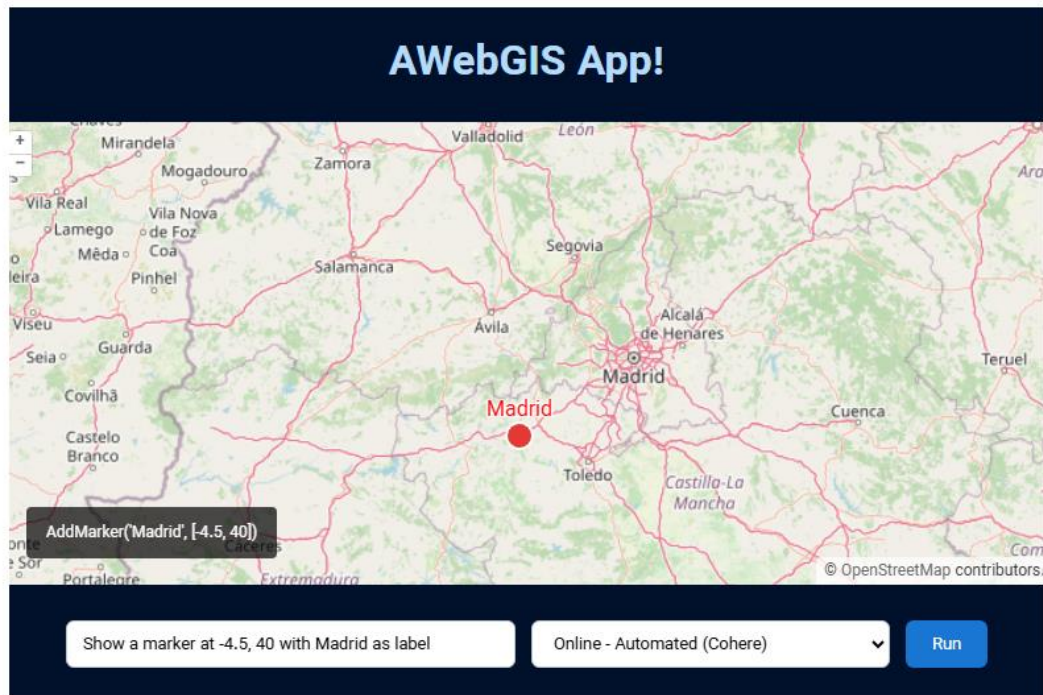 AWebGIS App!
+
−
Chaves
Mirandela
Mogadouro
Zamora
Valladolid
León
Vila Real
Lamego
Vila Nova
de Foz
Coa
Mêda
Pinhel
Salamanca
Segovia
Viseu
Guarda
Seia
Ávila
Alcalá
de Henares
Madrid
Teruel
Covilhã
Madrid
Cuenca
Castelo
Branco
Toledo
Castilla-La
Mancha
AddMarker('Madrid', [-4.5, 40])
Cáceres
Portalegre
Extremadura
© OpenStreetMap contributors.
Show a marker at -4.5, 40 with Madrid as label
Online - Automated (Cohere)
Run